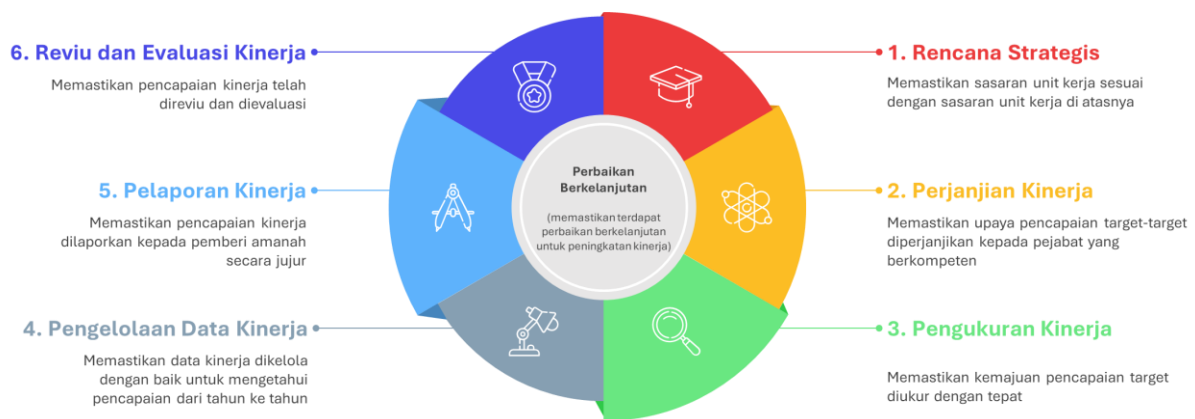 1. Rencana Strategis
Memastikan sasaran unit kerja sesuai
dengan sasaran unit kerja di atasnya
2. Perjanjian Kinerja
Memastikan upaya pencapaian target-target
diperjanjikan kepada pejabat yang
berkompeten
3. Pengukuran Kinerja
Memastikan kemajuan pencapaian target
diukur dengan tepat
4. Pengelolaan Data Kinerja
Memastikan data kinerja dikelola
dengan baik untuk mengetahui
pencapaian dari tahun ke tahun
5. Pelaporan Kinerja
Memastikan pencapaian kinerja
dilaporkan kepada pemberi amanah
secara jujur
6. Reviu dan Evaluasi Kinerja
Memastikan pencapaian kinerja telah
direviu dan dievaluasi
Perbaikan
Berkelanjutan
(memastikan terdapat
perbaikan berkelanjutan
untuk peningkatan kinerja)